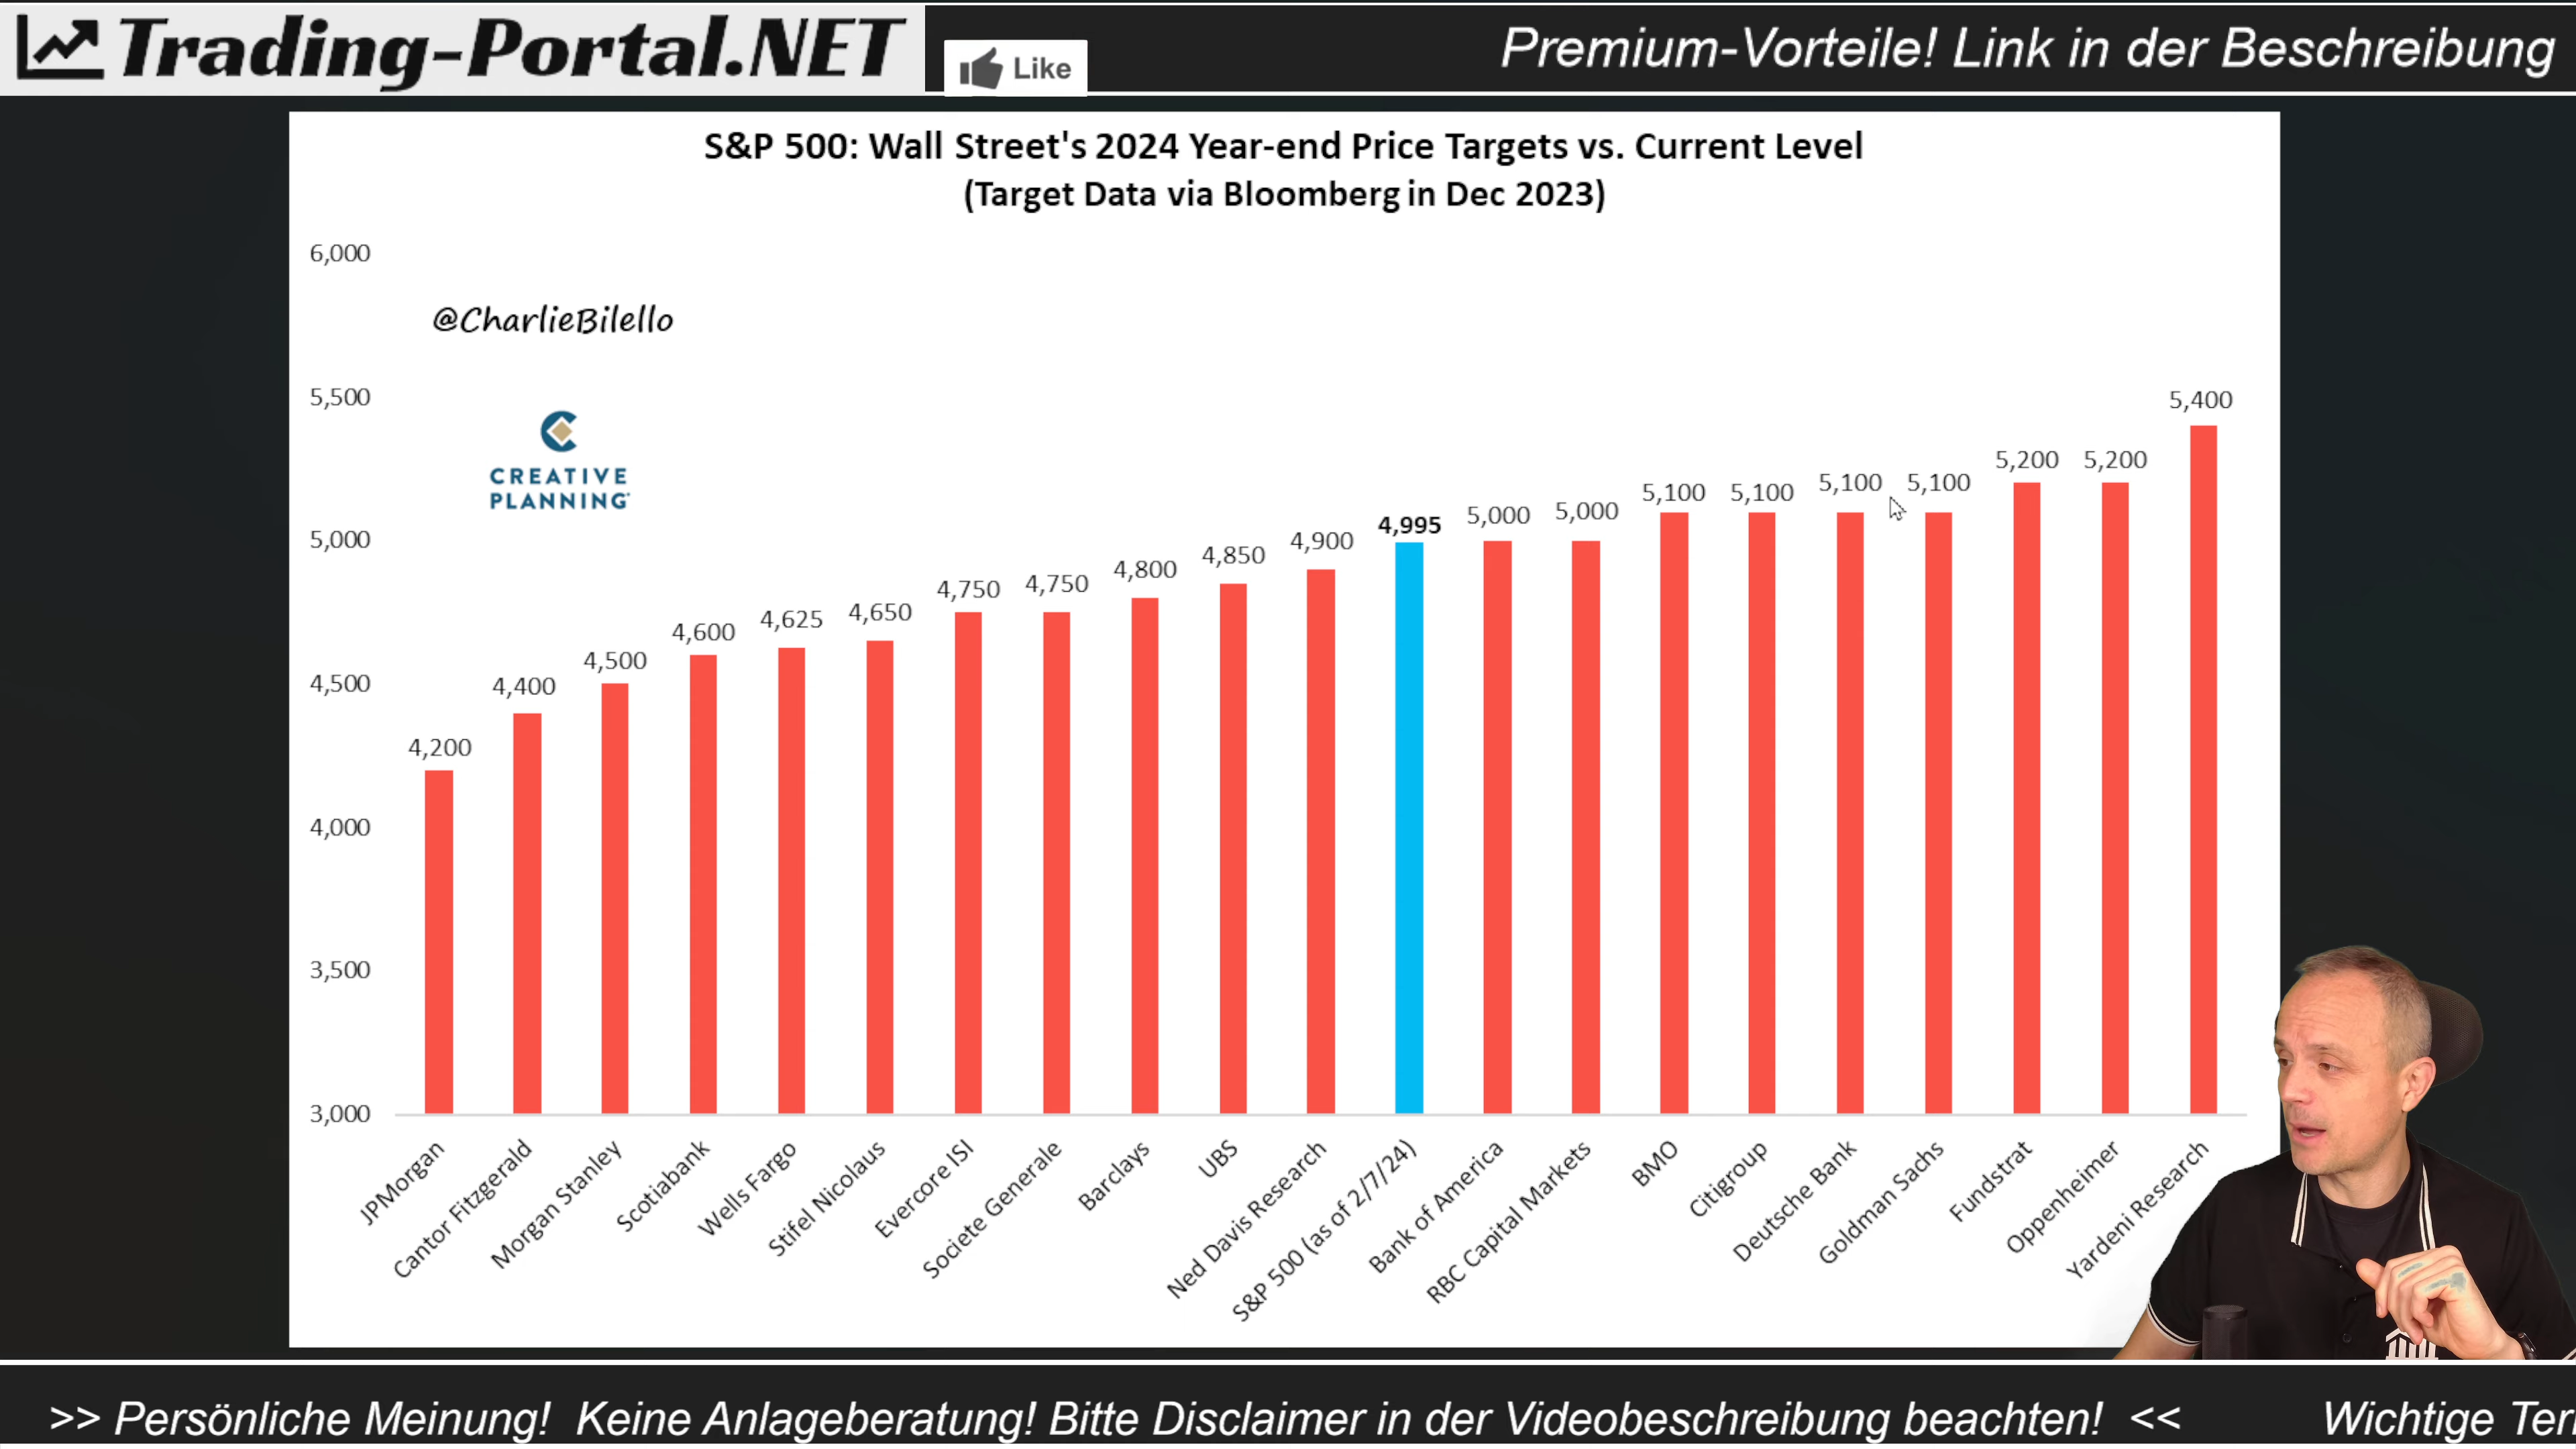 Trading-Portal.NET
Like
Premium-Vorteile! Link in der Beschreibung
S&P 500: Wall Street's 2024 Year-end Price Targets vs. Current Level
(Target Data via Bloomberg in Dec 2023)
@CharlieBilello
CREATIVE
PLANNING
6,000
5,500
5,000
4,500
4,000
3,500
3,000
4,200
4,400
4,500
4,600
4,625
4,650
4,750
4,750
4,800
4,850
4,900
4,995
5,000
5,000
5,100
5,100
5,100
5,100
5,200
5,200
5,400
JPMorgan
Cantor Fitzgerald
Morgan Stanley
Scotiabank
Wells Fargo
Stifel Nicolaus
Evercore ISI
Societe Generale
Barclays
UBS
Ned Davis Research
S&P 500 (as of 2/7/24)
Bank of America
RBC Capital Markets
BMO
Citigroup
Deutsche Bank
Goldman Sachs
Fundstrat
Oppenheimer
Yardeni Research
>> Persönliche Meinung! Keine Anlageberatung! Bitte Disclaimer in der Videobeschreibung beachten! << Wichtige Ter